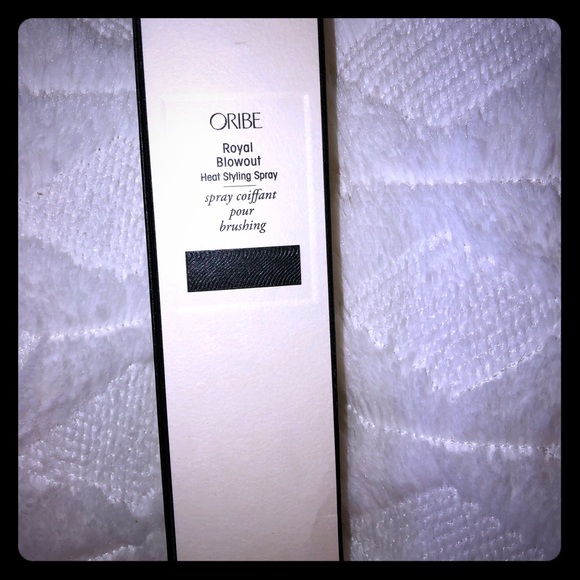 ORIBE
Royal
Blowout
Heat Styling Spray
spray coiffant
pour
brushing